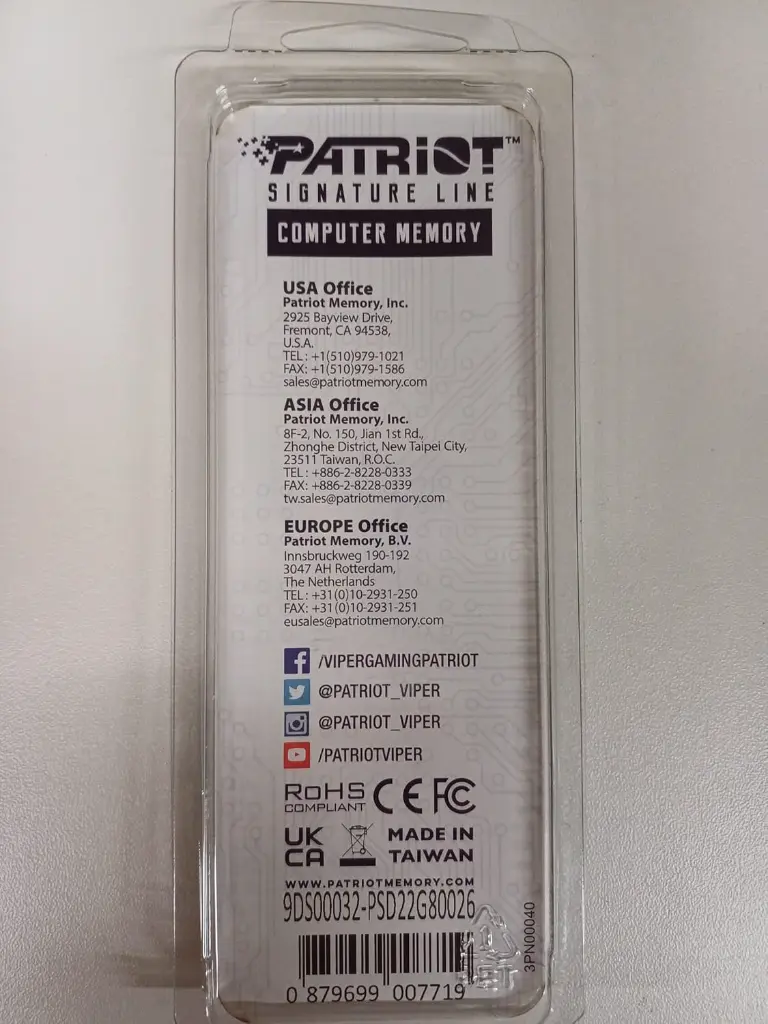 PATRIOT™
SIGNATURE LINE
COMPUTER MEMORY
USA Office
Patriot Memory, Inc.
2925 Bayview Drive,
Fremont, CA 94538,
U.S.A.
TEL: +1(510)979-1021
FAX: +1(510)979-1586
sales@patriotmemory.com
ASIA Office
Patriot Memory, Inc.
8F-2, No. 150, Jian 1st Rd.,
Zhonghe District, New Taipei City,
23511 Taiwan, R.O.C.
TEL: +886-2-8228-0333
FAX: +886-2-8228-0339
tw.sales@patriotmemory.com
EUROPE Office
Patriot Memory, B.V.
Innsbruckweg 190-192
3047 AH Rotterdam,
The Netherlands
TEL: +31(0)10-2931-250
FAX: +31(0)10-2931-251
eusales@patriotmemory.com
/VIPERGAMINGPATRIOT
@PATRIOT_VIPER
@PATRIOT_VIPER
/PATRIOTVIPER
RoHS
COMPLIANT
CE FC
UK
CA
MADE IN
TAIWAN
WWW.PATRIOTMEMORY.COM
9DS00032-PSD22G80026
3PN00040
0 879699 007719